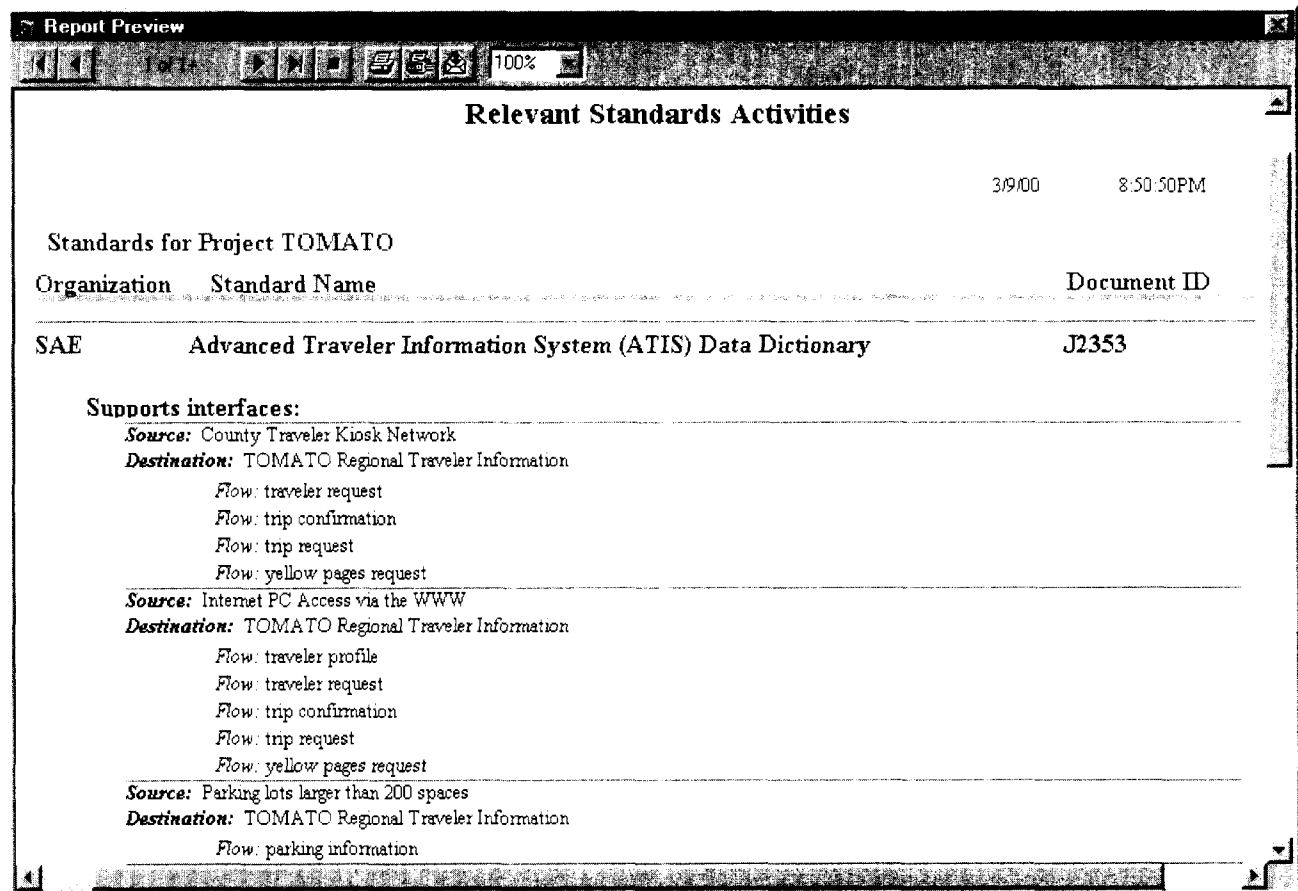 Report Preview
1 of 1+
100%
Relevant Standards Activities
3/9/00 8:50:50PM
Standards for Project TOMATO
Organization Standard Name Document ID
SAE Advanced Traveler Information System (ATIS) Data Dictionary J2353
Supports interfaces:
Source: County Traveler Kiosk Network
Destination: TOMATO Regional Traveler Information
Flow: traveler request
Flow: trip confirmation
Flow: trip request
Flow: yellow pages request
Source: Internet PC Access via the WWW
Destination: TOMATO Regional Traveler Information
Flow: traveler profile
Flow: traveler request
Flow: trip confirmation
Flow: trip request
Flow: yellow pages request
Source: Parking lots larger than 200 spaces
Destination: TOMATO Regional Traveler Information
Flow: parking information